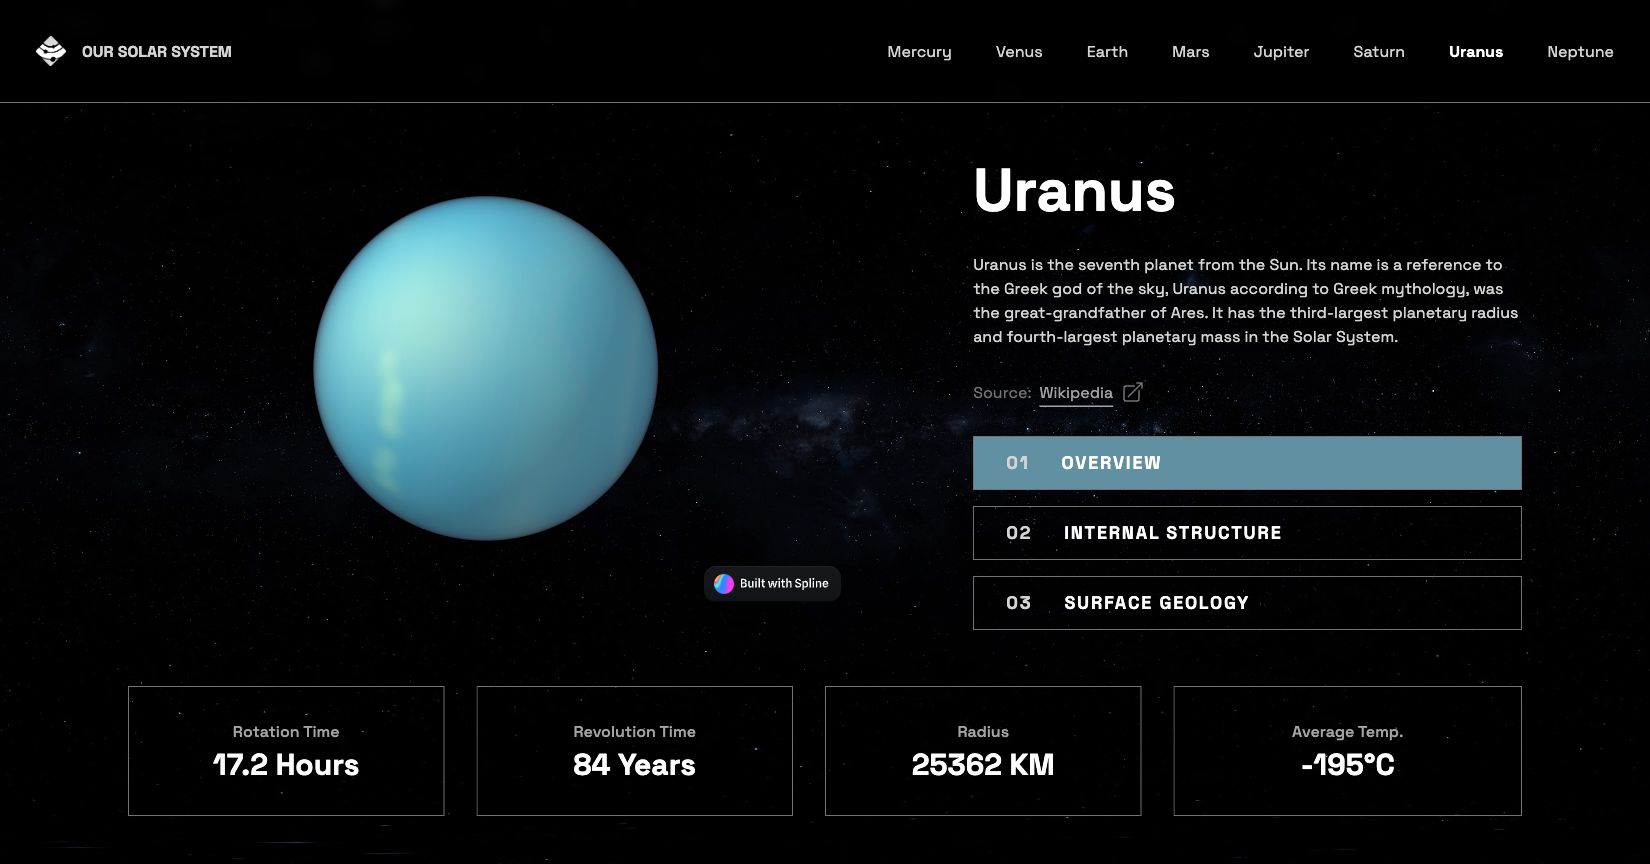 OUR SOLAR SYSTEM
Mercury Venus Earth Mars Jupiter Saturn Uranus Neptune
Uranus
Uranus is the seventh planet from the Sun. Its name is a reference to
the Greek god of the sky, Uranus according to Greek mythology, was
the great-grandfather of Ares. It has the third-largest planetary radius
and fourth-largest planetary mass in the Solar System.
Source: Wikipedia
01 OVERVIEW
02 INTERNAL STRUCTURE
03 SURFACE GEOLOGY
Built with Spline
Rotation Time
17.2 Hours
Revolution Time
84 Years
Radius
25362 KM
Average Temp.
-195°C